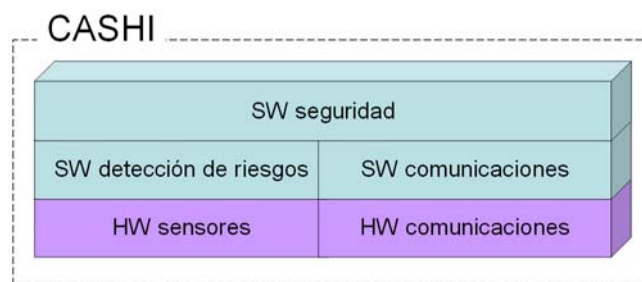 CASHI
SW seguridad
SW detección de riesgos
SW comunicaciones
HW sensores
HW comunicaciones